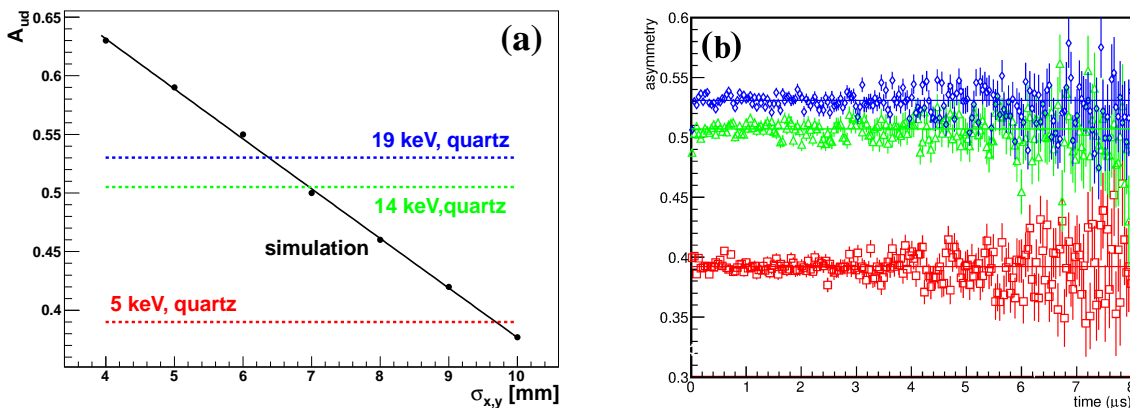 (a)
A_ud
0.65
0.6
0.55
0.5
0.45
0.4
19 keV, quartz
14 keV,quartz
simulation
5 keV, quartz
4 5 6 7 8 9 10
σ_x,y [mm]
(b)
asymmetry
0.6
0.55
0.5
0.45
0.4
0.35
0.3
0 1 2 3 4 5 6 7 8
time (μs)